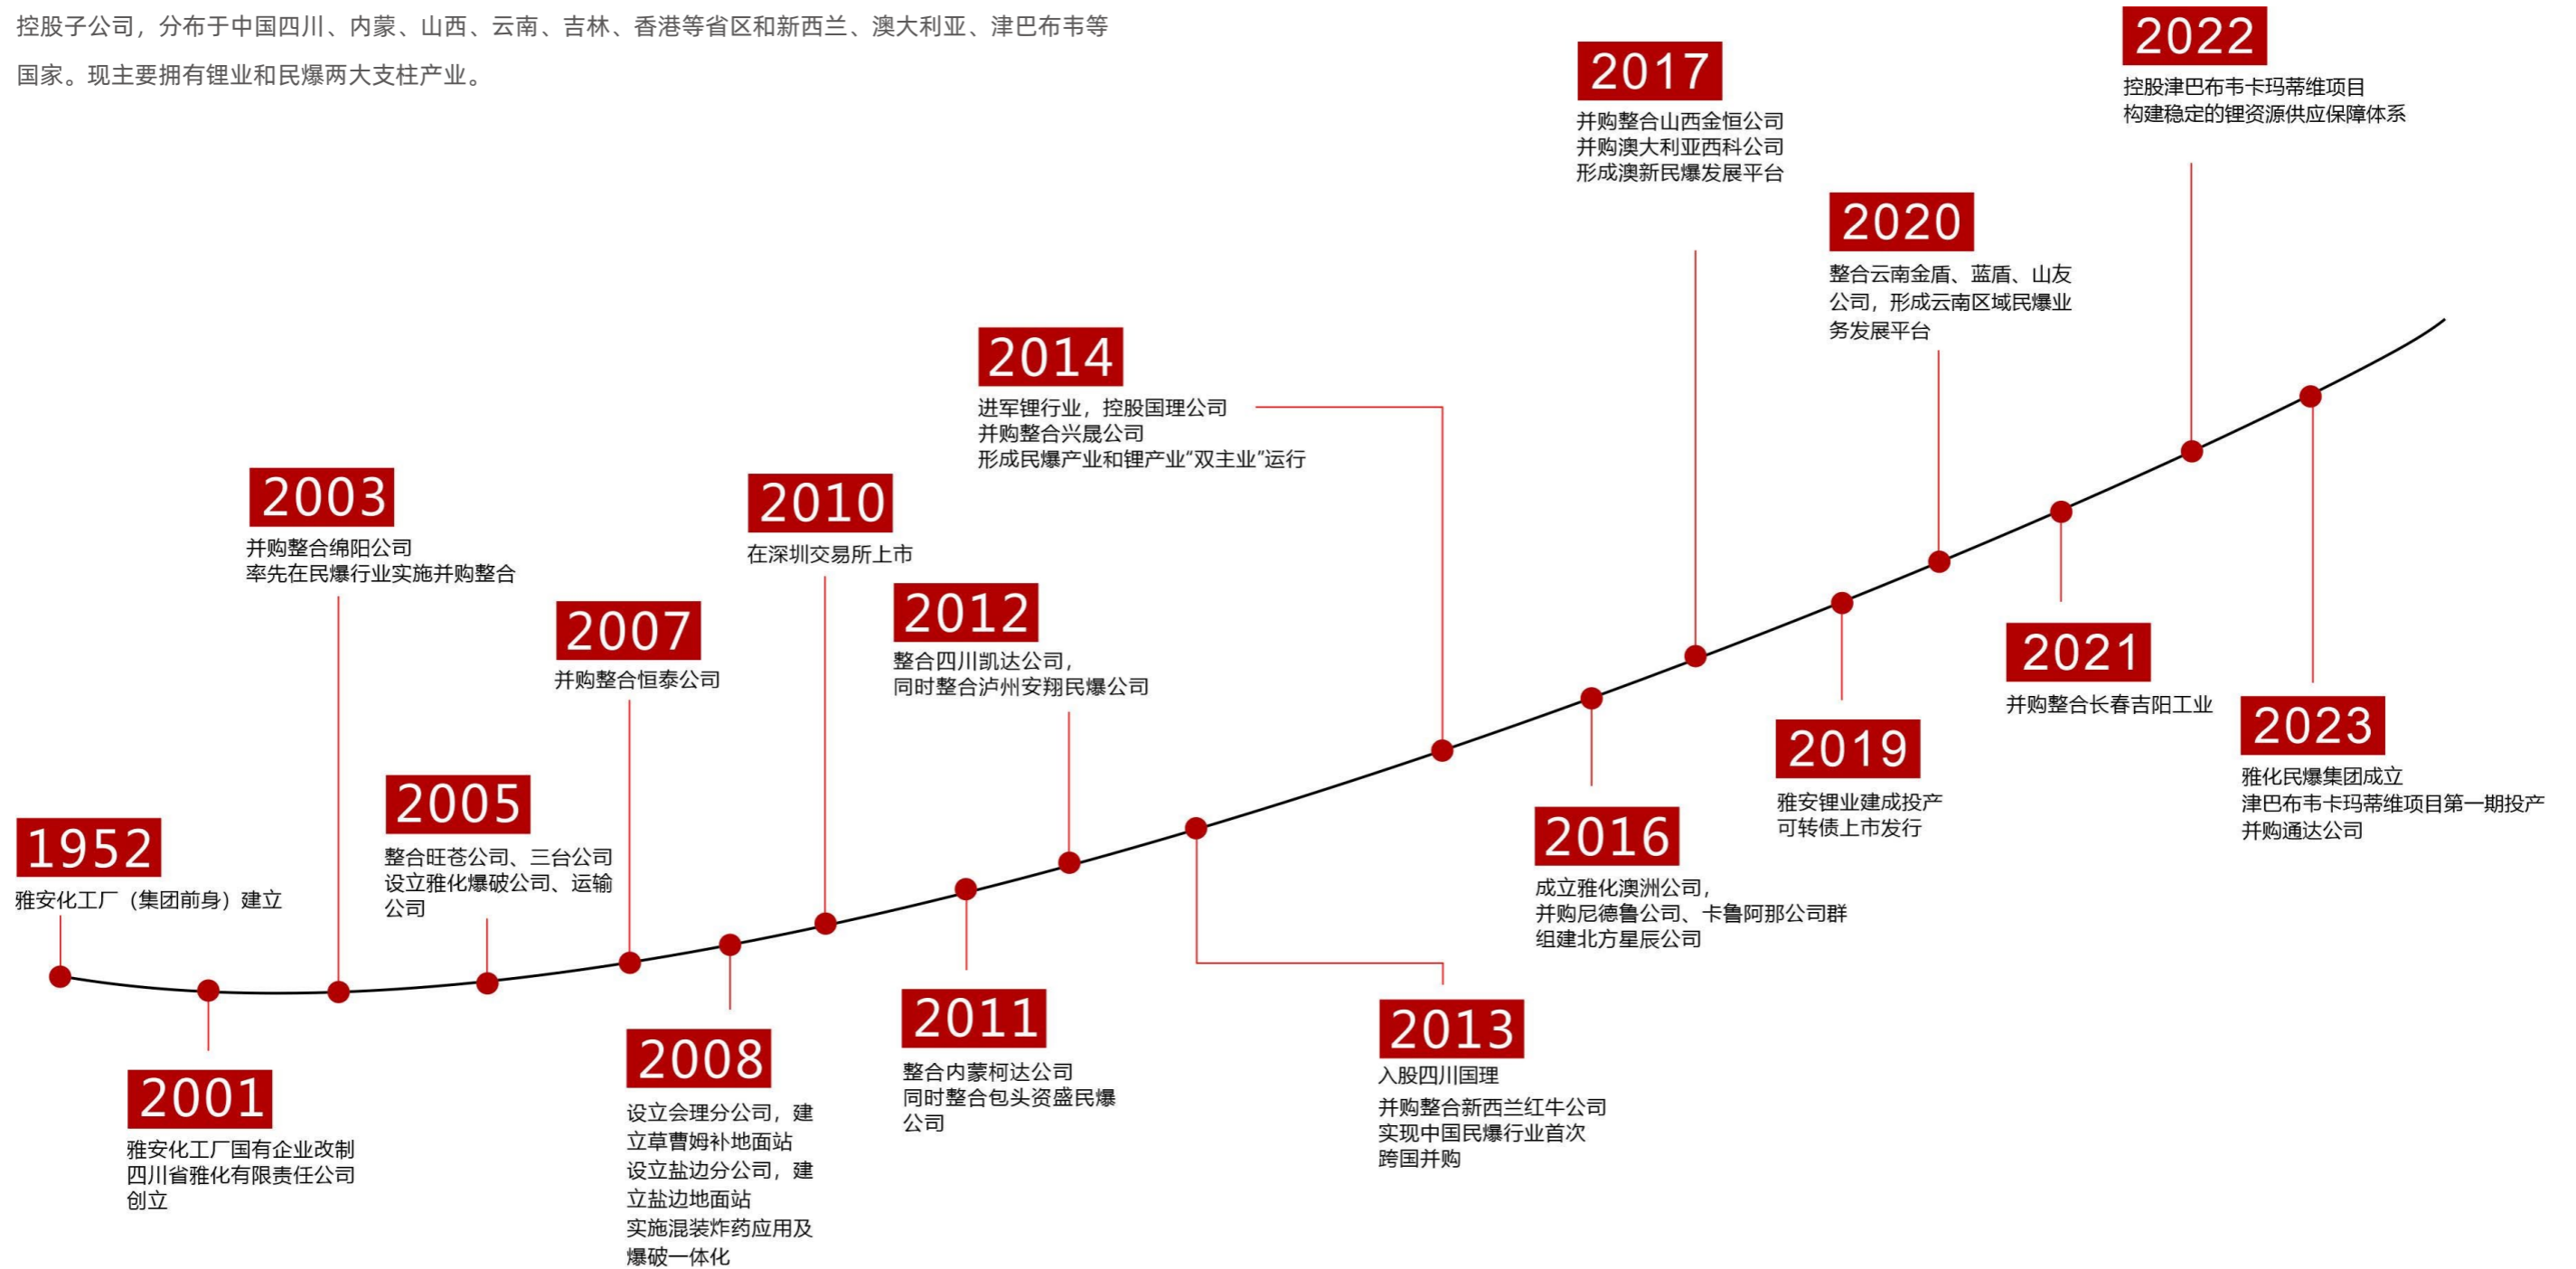 控股子公司，分布于中国四川、内蒙、山西、云南、吉林、香港等省区和新西兰、澳大利亚、津巴布韦等
国家。现主要拥有锂业和民爆两大支柱产业。
1952
雅安化工厂（集团前身）建立
2001
雅安化工厂国有企业改制
四川省雅化有限责任公司
创立
2003
并购整合绵阳公司
率先在民爆行业实施并购整合
2005
整合旺苍公司、三台公司
设立雅化爆破公司、运输
公司
2007
并购整合恒泰公司
2008
设立会理分公司，建
立草曹姆补地面站
设立盐边分公司，建
立盐边地面站
实施混装炸药应用及
爆破一体化
2010
在深圳交易所上市
2011
整合内蒙柯达公司
同时整合包头资盛民爆
公司
2012
整合四川凯达公司，
同时整合泸州安翔民爆公司
2013
入股四川国理
并购整合新西兰红牛公司
实现中国民爆行业首次
跨国并购
2014
进军锂行业，控股国理公司
并购整合兴晟公司
形成民爆产业和锂产业“双主业”运行
2016
成立雅化澳洲公司，
并购尼德鲁公司、卡鲁阿那公司群
组建北方星辰公司
2017
并购整合山西金恒公司
并购澳大利亚西科公司
形成澳新民爆发展平台
2019
雅安锂业建成投产
可转债上市发行
2020
整合云南金盾、蓝盾、山友
公司，形成云南区域民爆业
务发展平台
2021
并购整合长春吉阳工业
2022
控股津巴布韦卡玛蒂维项目
构建稳定的锂资源供应保障体系
2023
雅化民爆集团成立
津巴布韦卡玛蒂维项目第一期投产
并购通达公司